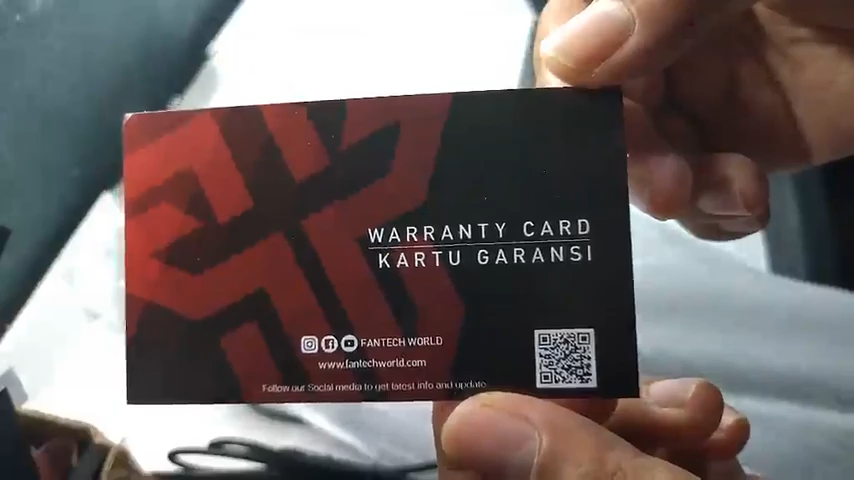 WARRANTY CARD
KARTU GARANSI
FANTECH WORLD
www.fantechworld.com
Follow our Social media to get latest info and update